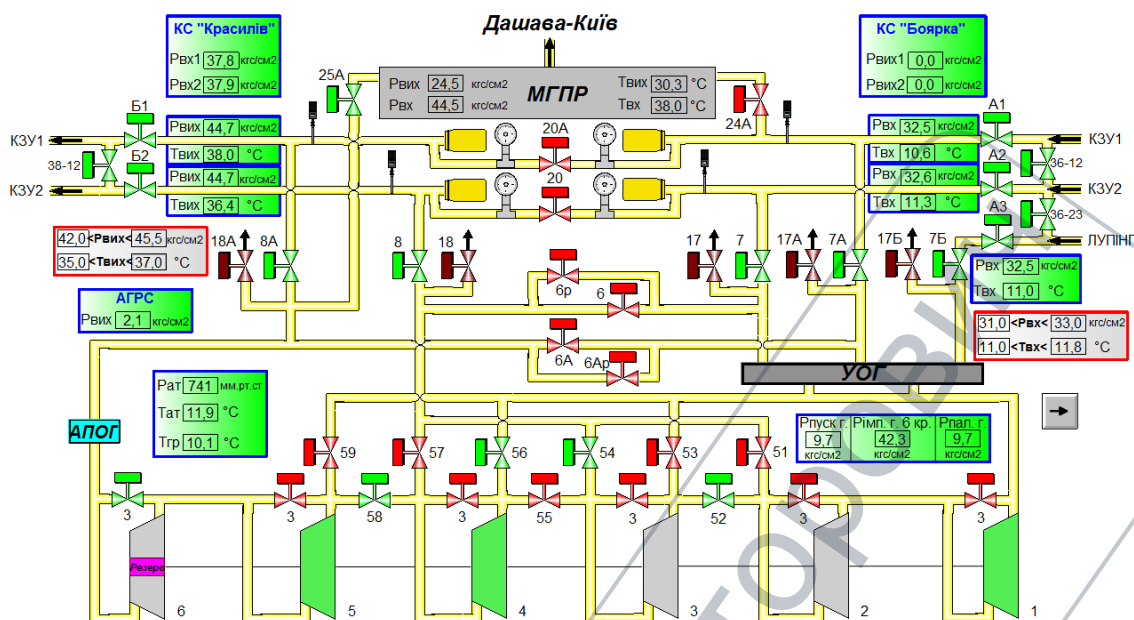 Дашава-Київ
КС "Красилів"
Рвх1 37,8 кгс/см2
Рвх2 37,9 кгс/см2
25А
Рвих 24,5 кгс/см2
Рвх 44,5 кгс/см2
МГПР
Твих 30,3 °C
Твх 38,0 °C
24А
КС "Боярка"
Рвих1 0,0 кгс/см2
Рвих2 0,0 кгс/см2
Б1
КЗУ1
38-12
Б2
КЗУ2
Рвих 44,7 кгс/см2
Твих 38,0 °C
Рвих 44,7 кгс/см2
Твих 36,4 °C
20А
20
Рвх 32,5 кгс/см2
Твх 10,6 °C
Рвх 32,6 кгс/см2
Твх 11,3 °C
А1
КЗУ1
А2
36-12
КЗУ2
А3
36-23
ЛУПІНГ
42,0 <Рвих< 45,5 кгс/см2
35,0 <Твих< 37,0 °C
18А
8А
8
18
17
7
17А
7А
17Б
7Б
Рвх 32,5 кгс/см2
Твх 11,0 °C
6р
6
АГРС
Рвих 2,1 кгс/см2
31,0 <Рвх< 33,0 кгс/см2
11,0 <Твх< 11,8 °C
6А
6Ар
УОГ
Рат 741 мм.рт.ст
Тат 11,9 °C
Тгр 10,1 °C
АПОГ
Рпуск г. Рімп. г. 6 кр. Рпал. г.
9,7 42,3 9,7
кгс/см2 кгс/см2 кгс/см2
59
57
56
54
53
51
3
3
58
3
55
3
52
3
3
Резерв
6
5
4
3
2
1
ТОРОВИЧ